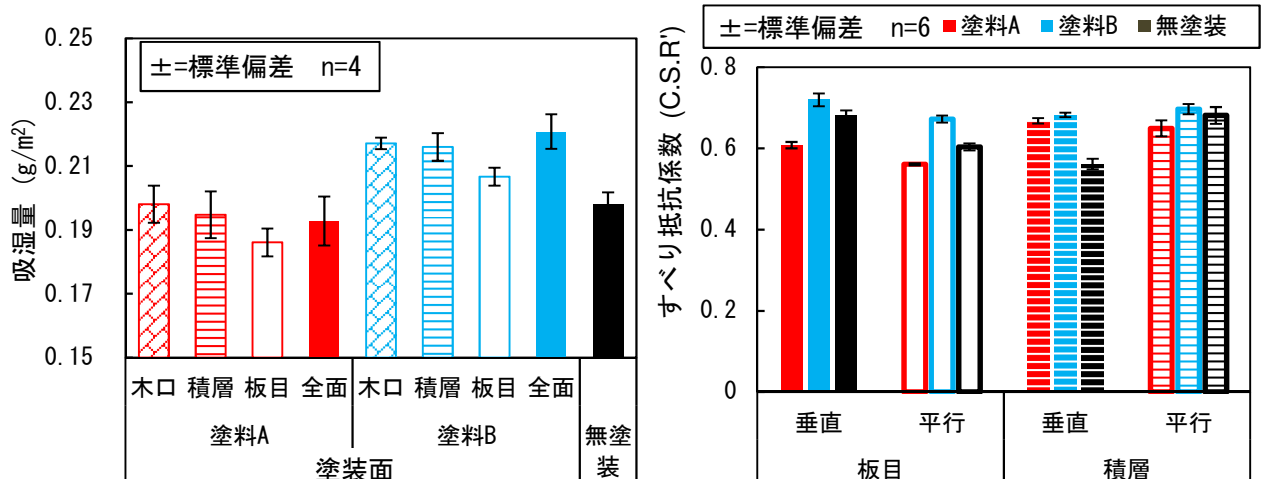 ±=標準偏差 n=4
吸湿量 (g/m²)
0.25
0.23
0.21
0.19
0.17
0.15
木口 積層 板目 全面 木口 積層 板目 全面
塗料A 塗料B 無塗装
塗装面
±=標準偏差 n=6 塗料A 塗料B 無塗装
すべり抵抗係数 (C.S.R')
0.8
0.6
0.4
0.2
0
垂直 平行 垂直 平行
板目 積層